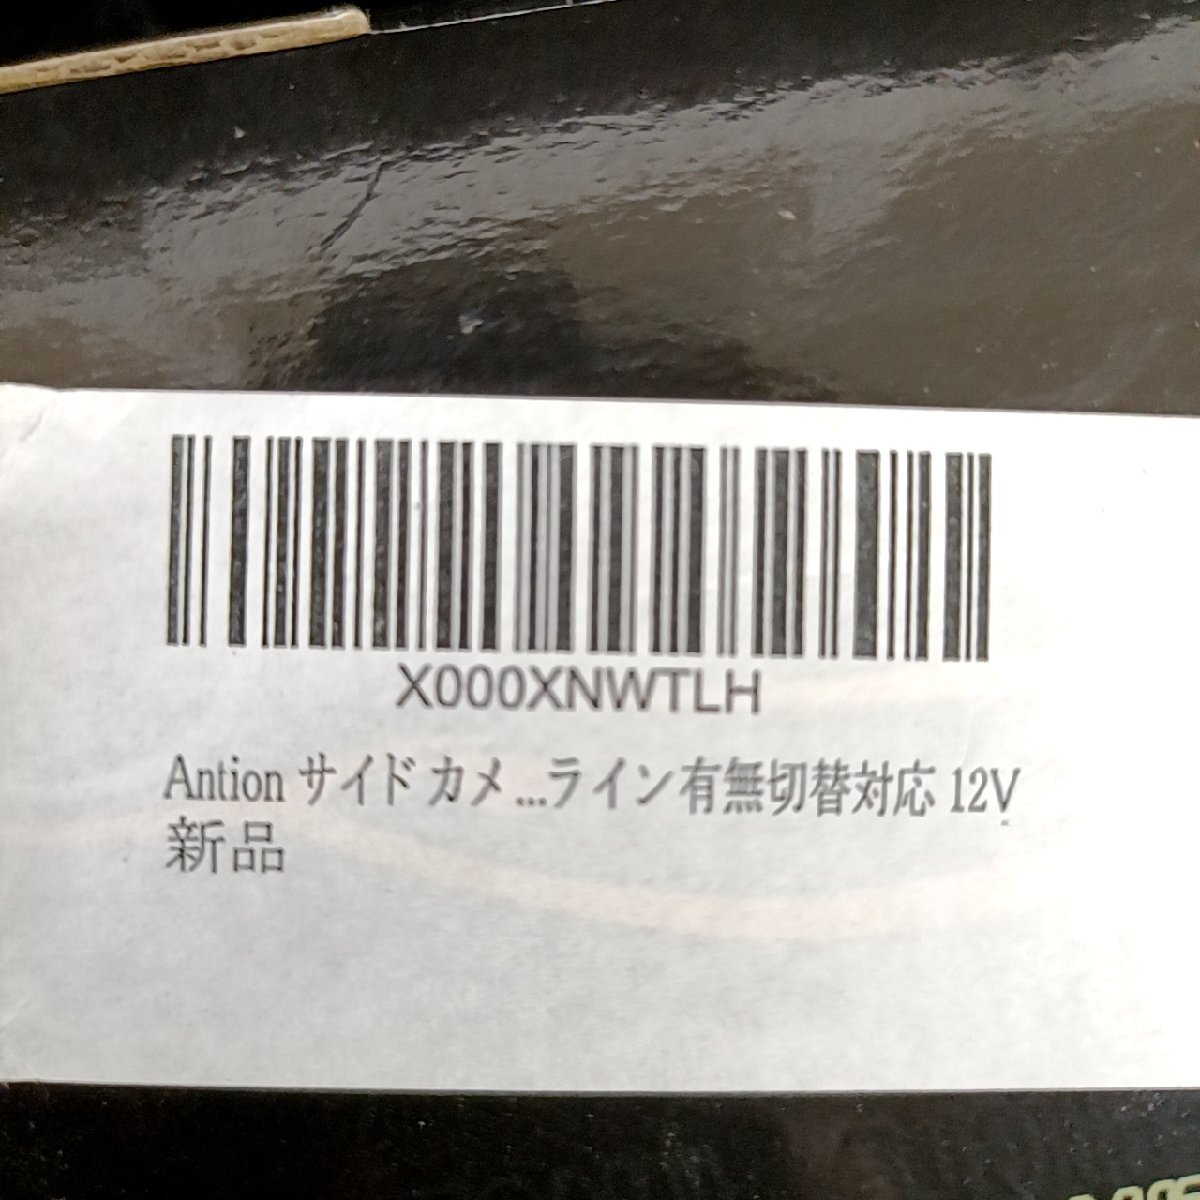 X000XNWTLH
Antion サイド カメ ...ライン有無切替対応 12V
新品